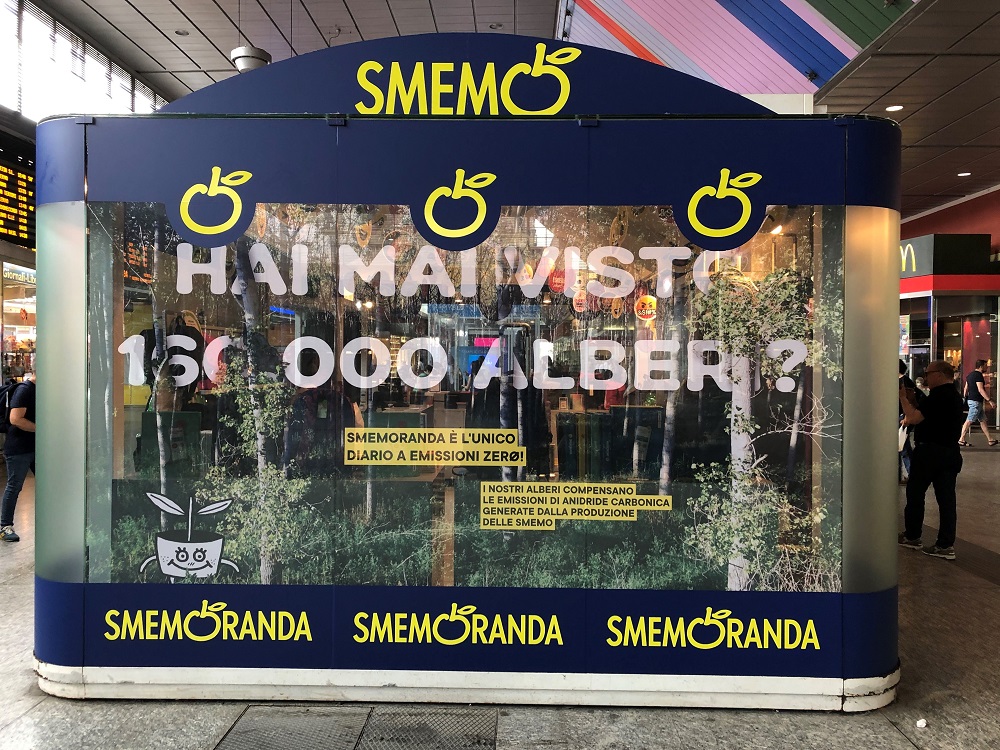 SMEMO
HAI MAI VISTO
160.000 ALBERI?
SMEMORANDA È L'UNICO
DIARIO A EMISSIONI ZERØ!
I NOSTRI ALBERI COMPENSANO
LE EMISSIONI DI ANIDRIDE CARBONICA
GENERATE DALLA PRODUZIONE
DELLE SMEMO
SMEMORANDA SMEMORANDA SMEMORANDA